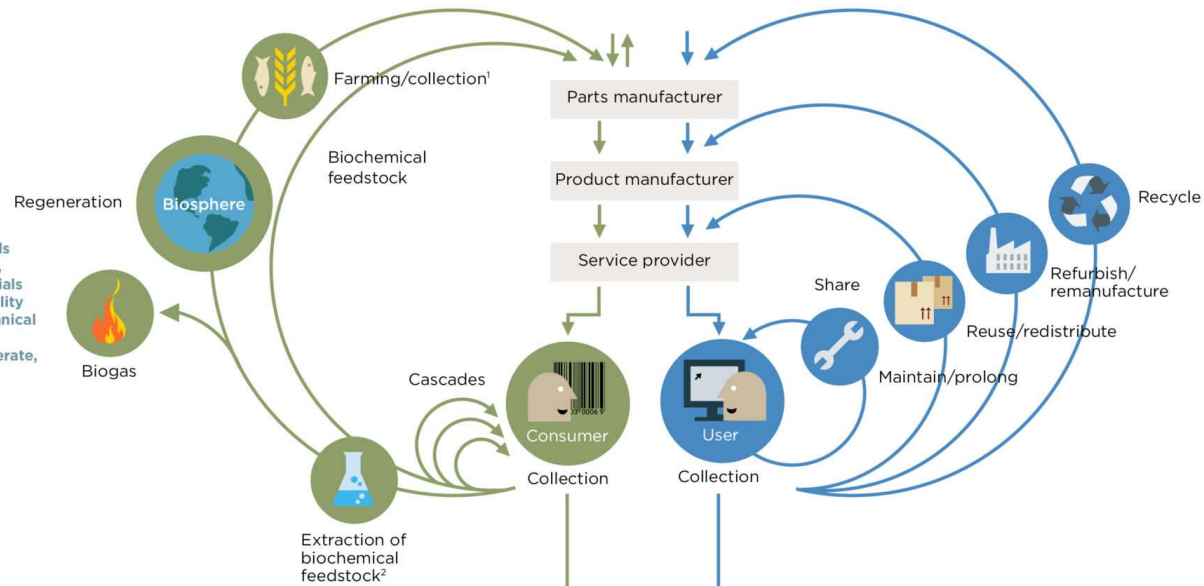 Farming/collection¹
Parts manufacturer
Biochemical
feedstock
Product manufacturer
Regeneration
Biosphere
Recycle
Service provider
Share
Refurbish/
remanufacture
Reuse/redistribute
Biogas
Cascades
Maintain/prolong
Consumer
User
Collection
Collection
Extraction of
biochemical
feedstock²
erate,